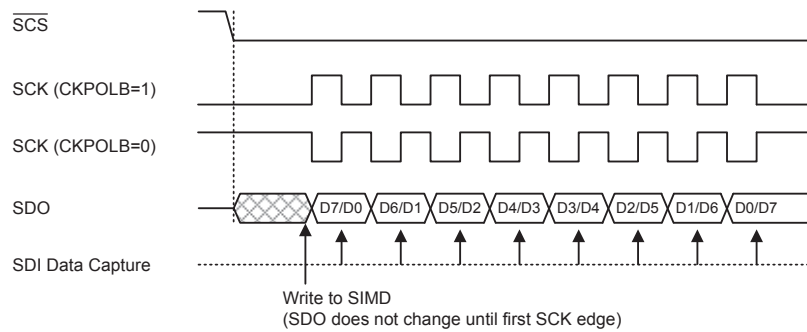 SCS
SCK (CKPOLB=1)
SCK (CKPOLB=0)
SDO
D7/D0 D6/D1 D5/D2 D4/D3 D3/D4 D2/D5 D1/D6 D0/D7
SDI Data Capture
Write to SIMD
(SDO does not change until first SCK edge)